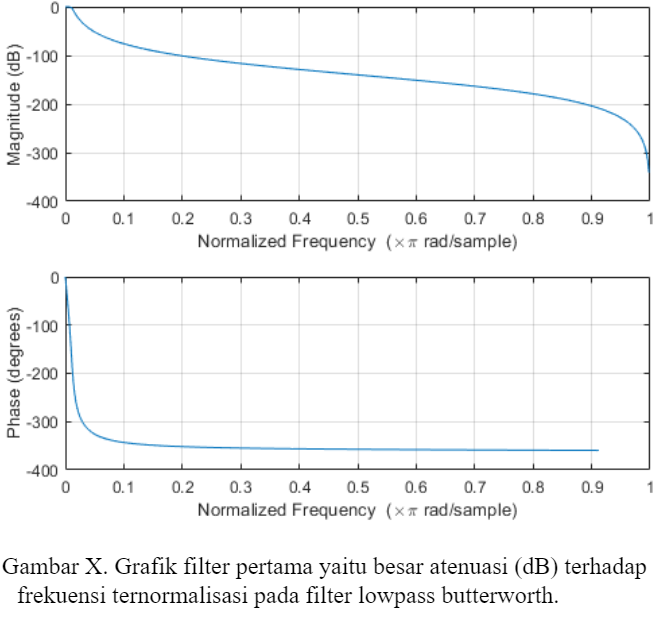 0
-100
-200
-300
-400
Magnitude (dB)
0 0.1 0.2 0.3 0.4 0.5 0.6 0.7 0.8 0.9 1
Normalized Frequency (×π rad/sample)
0
-100
-200
-300
-400
Phase (degrees)
0 0.1 0.2 0.3 0.4 0.5 0.6 0.7 0.8 0.9 1
Normalized Frequency (×π rad/sample)
Gambar X. Grafik filter pertama yaitu besar atenuasi (dB) terhadap
frekuensi ternormalisasi pada filter lowpass butterworth.